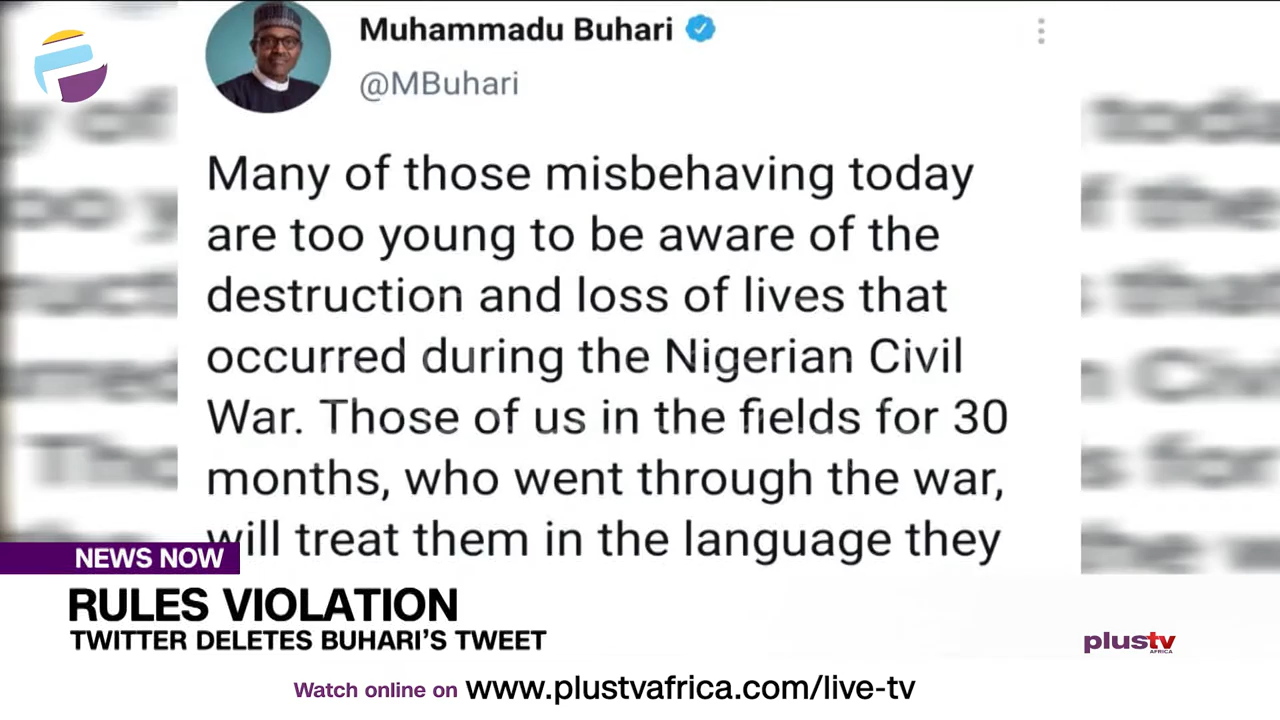 Muhammadu Buhari
@MBuhari
Many of those misbehaving today
are too young to be aware of the
destruction and loss of lives that
occurred during the Nigerian Civil
War. Those of us in the fields for 30
months, who went through the war,
will treat them in the language they
NEWS NOW
RULES VIOLATION
TWITTER DELETES BUHARI'S TWEET
plustv
AFRICA
Watch online on www.plustvafrica.com/live-tv